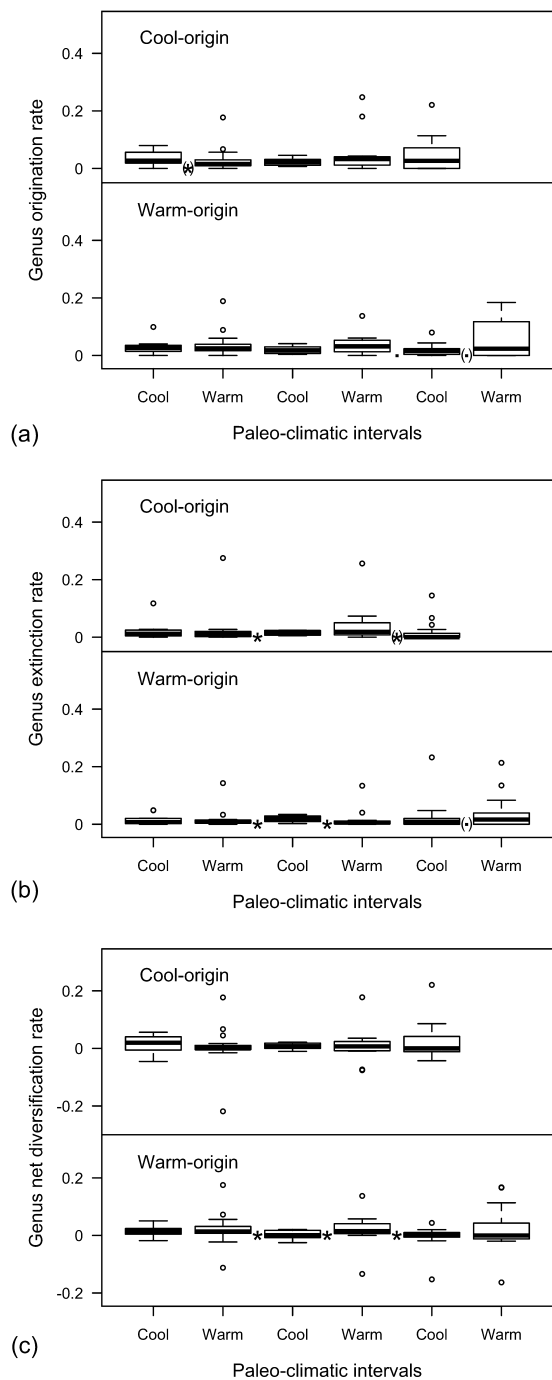 Cool-origin
0.4
0.2
0
Warm-origin
0.4
0.2
0
Genus origination rate
Cool Warm Cool Warm Cool Warm
(a)
Paleo-climatic intervals
Cool-origin
0.4
0.2
0
Warm-origin
0.4
0.2
0
Genus extinction rate
Cool Warm Cool Warm Cool Warm
(b)
Paleo-climatic intervals
Cool-origin
0.2
0
-0.2
Warm-origin
0.2
0
-0.2
Genus net diversification rate
Cool Warm Cool Warm Cool Warm
(c)
Paleo-climatic intervals